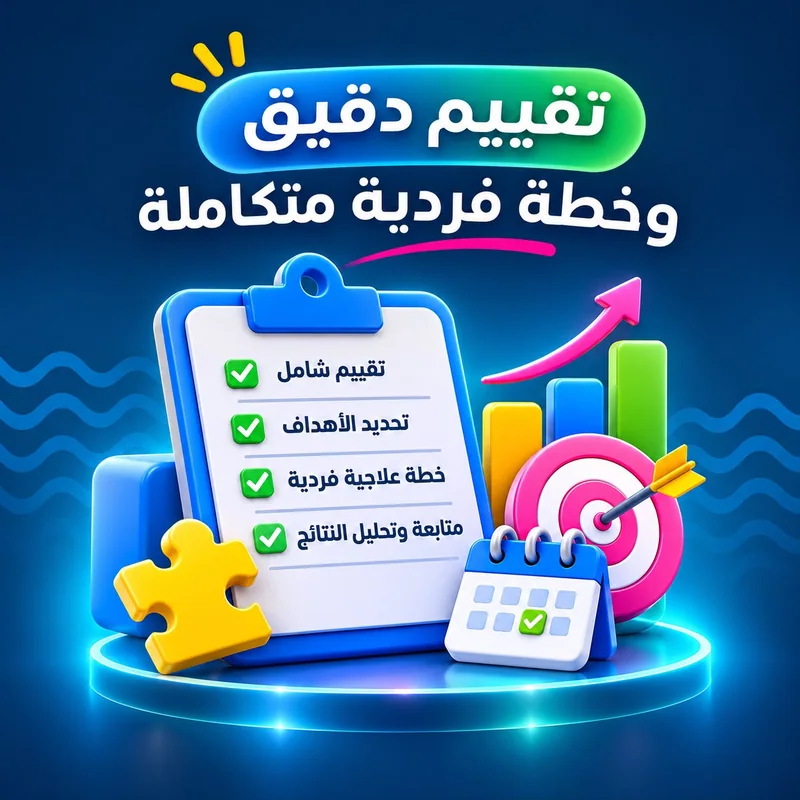 تقييم دقيق
وخطة فردية متكاملة
تقييم شامل
تحديد الأهداف
خطة علاجية فردية
متابعة وتحليل النتائج